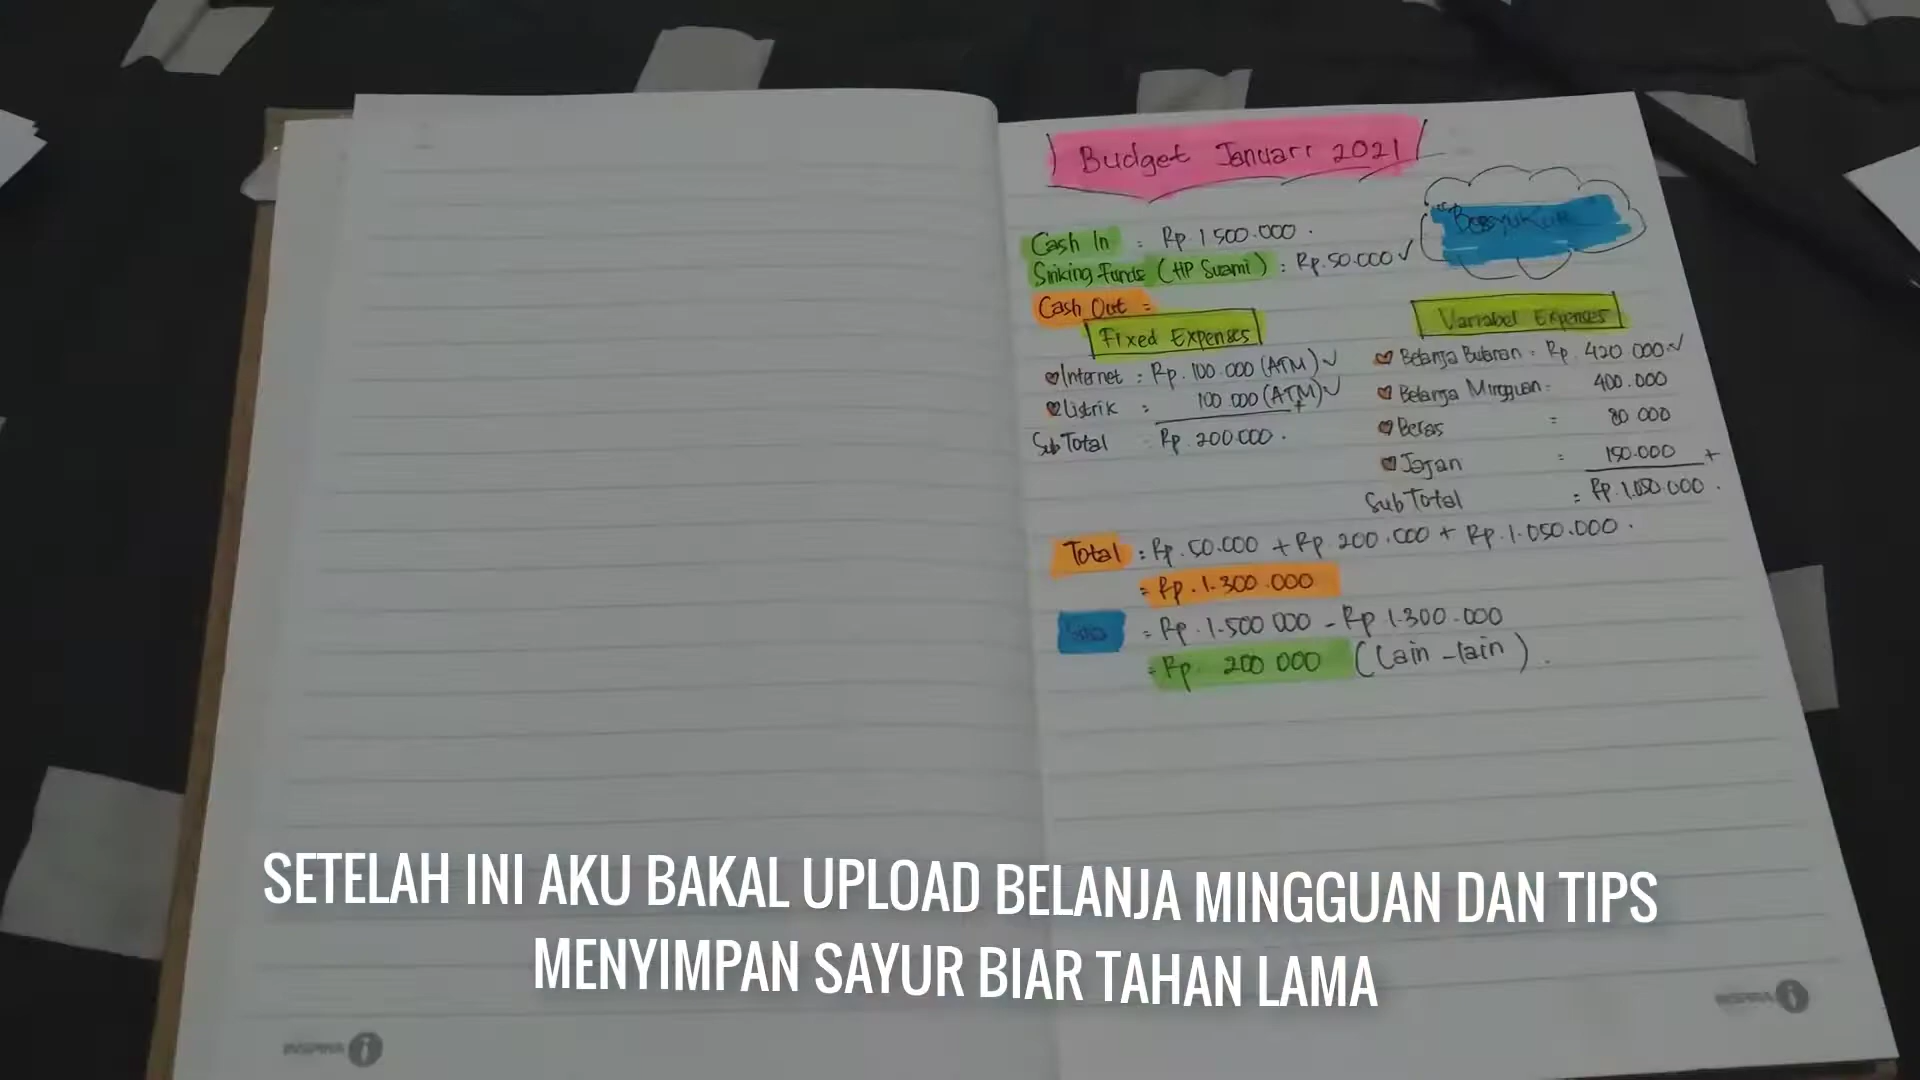 Budget Januari 2021
"Bersyukur"
Cash In : Rp. 1500.000.
Sinking Funds (HP Suami) : Rp.50.000 ✓
Cash Out =
Fixed Expenses
Internet : Rp. 100.000 (ATM) ✓
Listrik : 100.000 (ATM) ✓ +
Sub Total : Rp. 200.000.
Variabel Expenses
Belanja Bulanan = Rp. 420.000 ✓
Belanja Mingguan = 400.000
Beras = 80.000
Jajan : 150.000 +
Sub Total = Rp. 1.050.000.
Total : Rp. 50.000 + Rp 200.000 + Rp. 1.050.000.
= Rp. 1.300.000
Sisa = Rp. 1.500 000 - Rp 1.300.000
= Rp. 200 000 (Lain-lain).
SETELAH INI AKU BAKAL UPLOAD BELANJA MINGGUAN DAN TIPS
MENYIMPAN SAYUR BIAR TAHAN LAMA